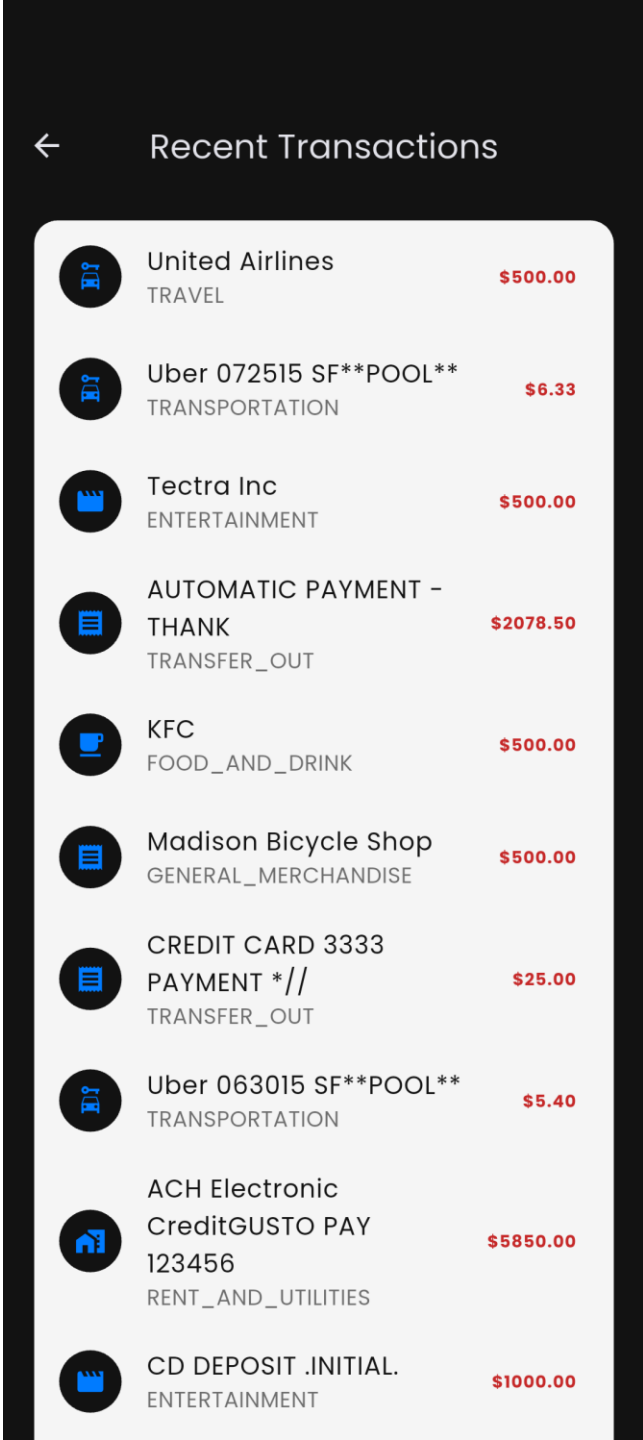 Recent Transactions
United Airlines
TRAVEL
$500.00
Uber 072515 SF**POOL**
TRANSPORTATION
$6.33
Tectra Inc
ENTERTAINMENT
$500.00
AUTOMATIC PAYMENT -
THANK
TRANSFER_OUT
$2078.50
KFC
FOOD_AND_DRINK
$500.00
Madison Bicycle Shop
GENERAL_MERCHANDISE
$500.00
CREDIT CARD 3333
PAYMENT *//
TRANSFER_OUT
$25.00
Uber 063015 SF**POOL**
TRANSPORTATION
$5.40
ACH Electronic
CreditGUSTO PAY
123456
RENT_AND_UTILITIES
$5850.00
CD DEPOSIT .INITIAL.
ENTERTAINMENT
$1000.00